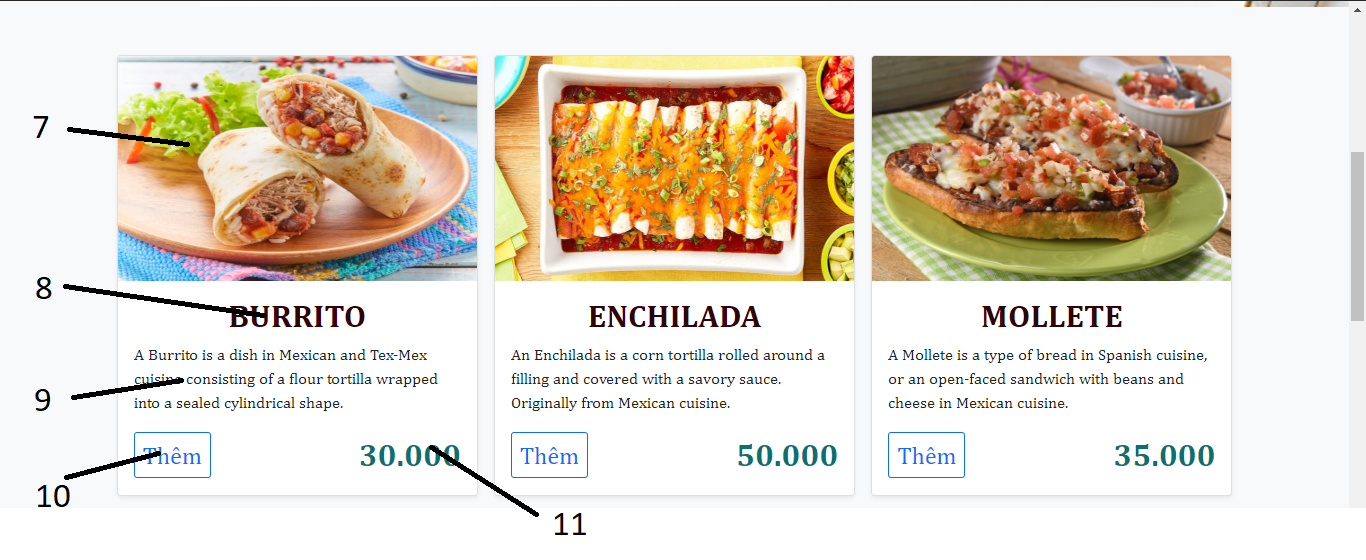 7
8
BURRITO
ENCHILADA
MOLLETE
A Burrito is a dish in Mexican and Tex-Mex
cuisine consisting of a flour tortilla wrapped
into a sealed cylindrical shape.
An Enchilada is a corn tortilla rolled around a
filling and covered with a savory sauce.
Originally from Mexican cuisine.
A Mollete is a type of bread in Spanish cuisine,
or an open-faced sandwich with beans and
cheese in Mexican cuisine.
9
Thêm
30.000
Thêm
50.000
Thêm
35.000
10
11